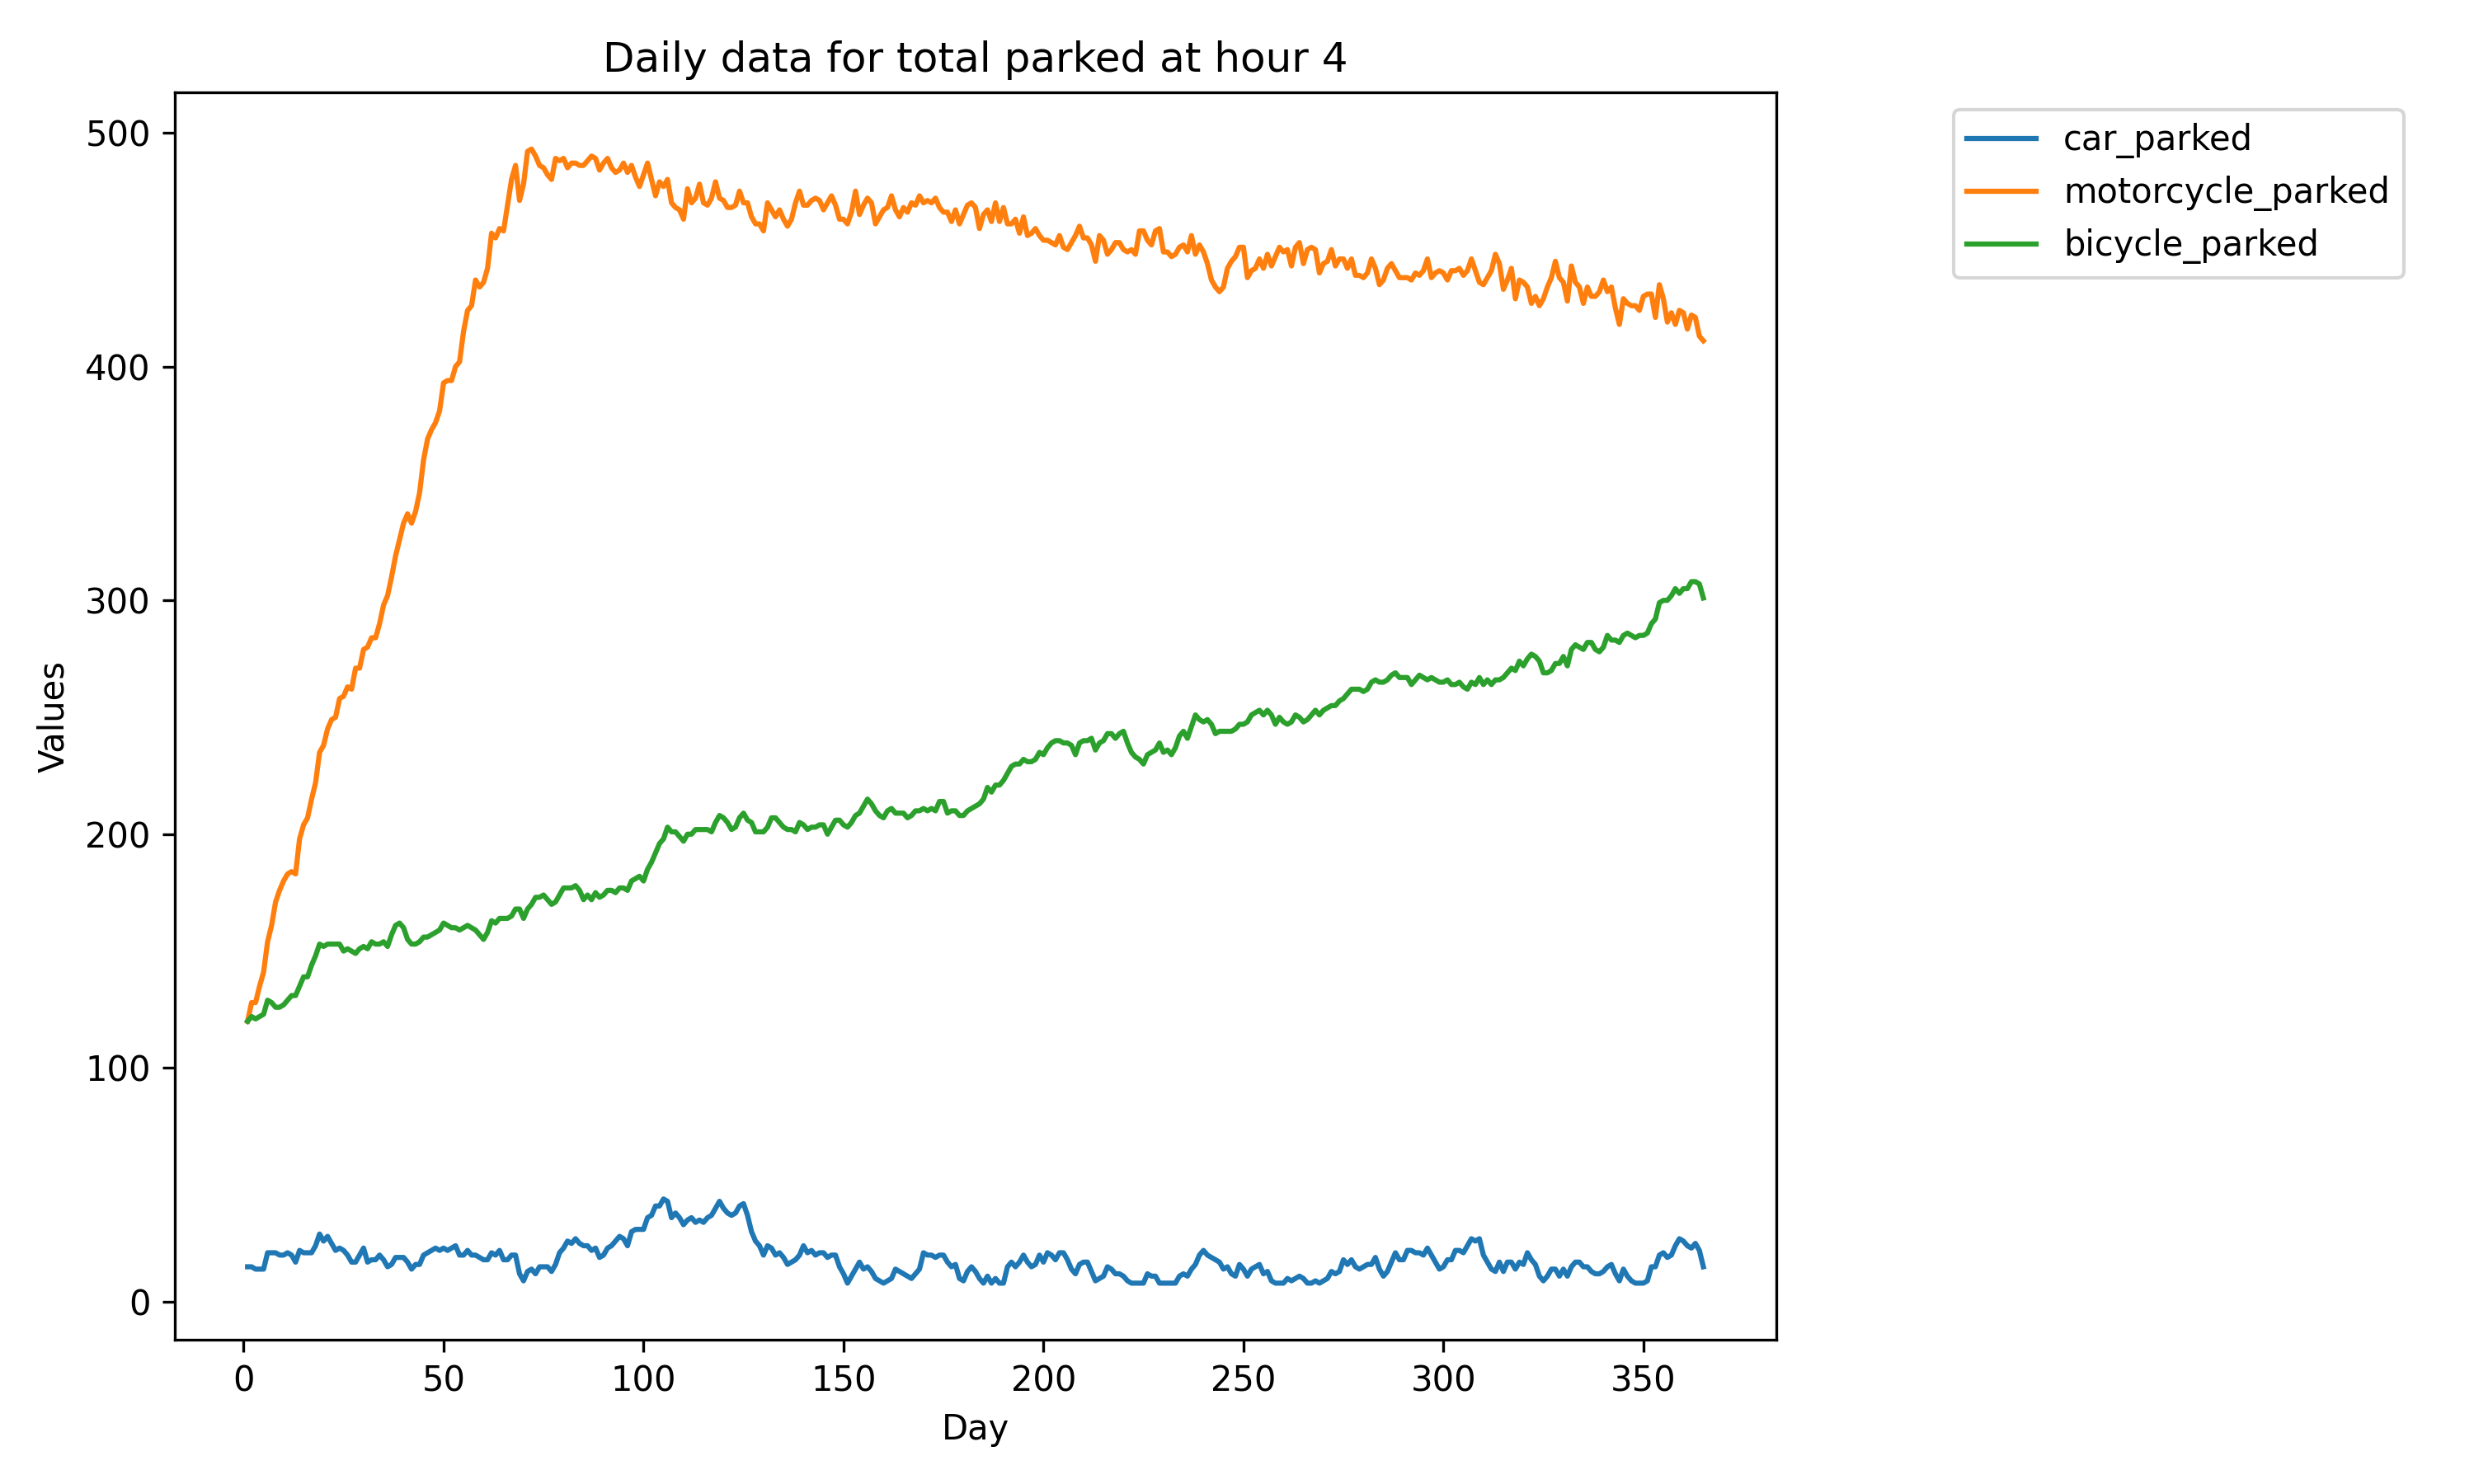 Daily data for total parked at hour 4
car_parked
motorcycle_parked
bicycle_parked
500
400
300
200
100
0
Values
0 50 100 150 200 250 300 350
Day